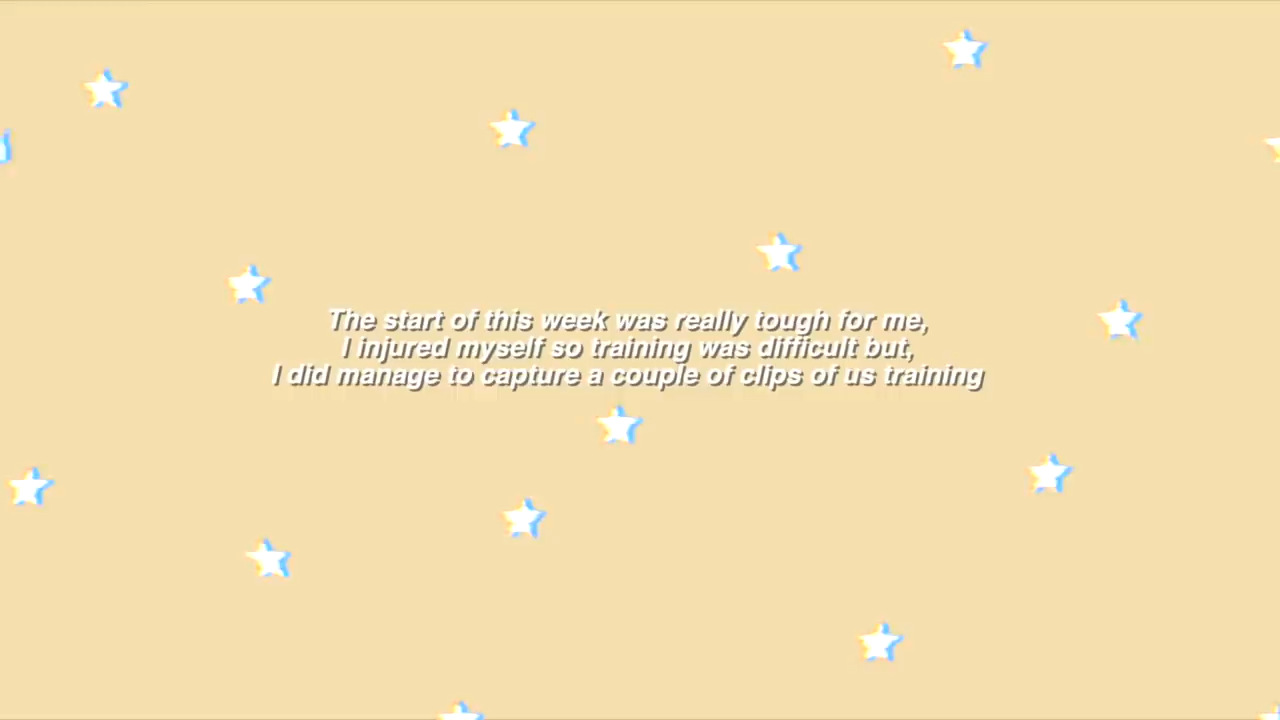 The start of this week was really tough for me,
I injured myself so training was difficult but,
I did manage to capture a couple of clips of us training